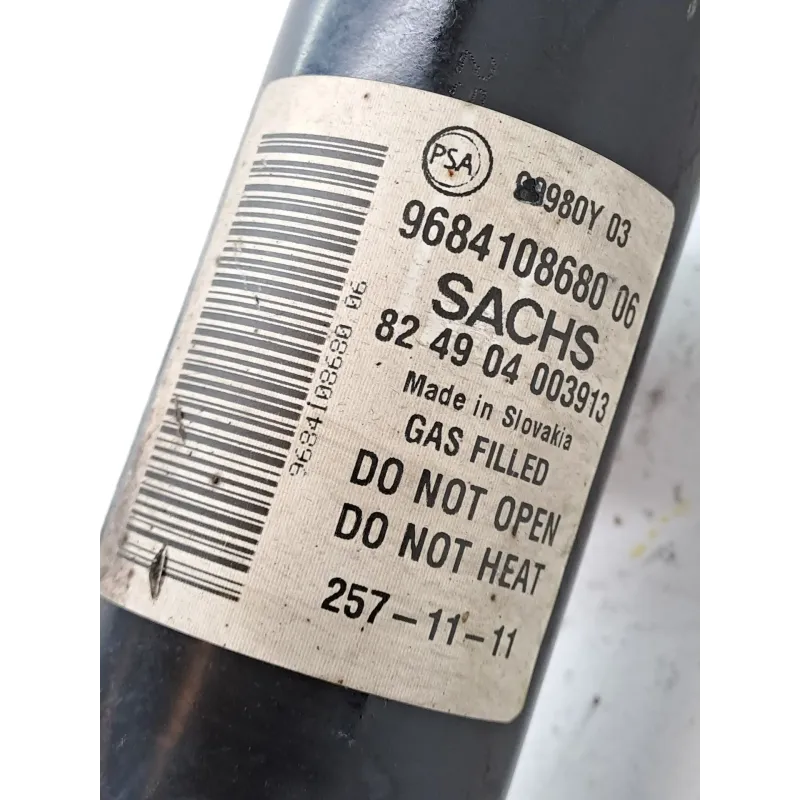 PSA
980Y 03
9684108680 06
SACHS
82 49 04 003913
Made in Slovakia
GAS FILLED
DO NOT OPEN
DO NOT HEAT
257-11-11
9684108680 06